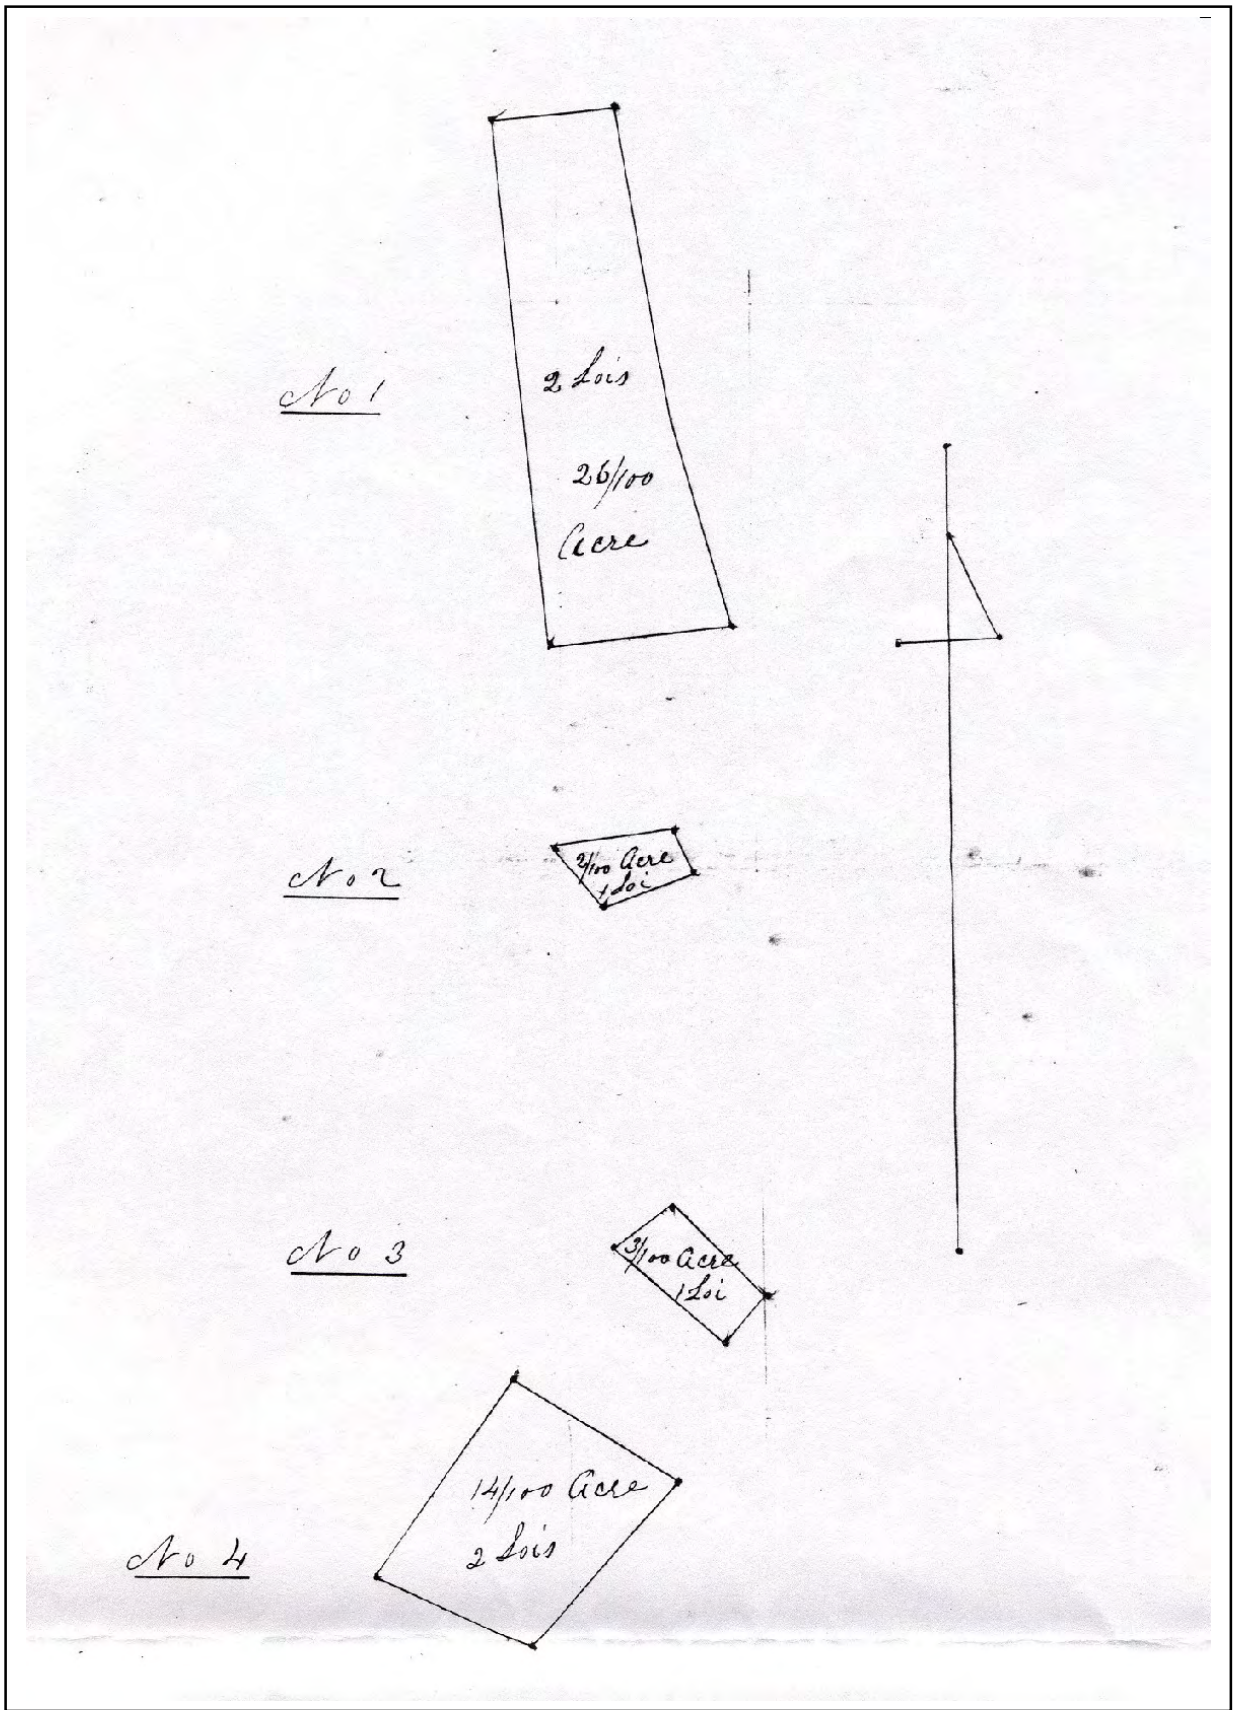 No 1
2 Lois
26/100
Acre
No 2
2/100 Acre
1 Loi
No 3
3/100 Acre
1 Loi
No 4
14/100 Acre
2 Lois